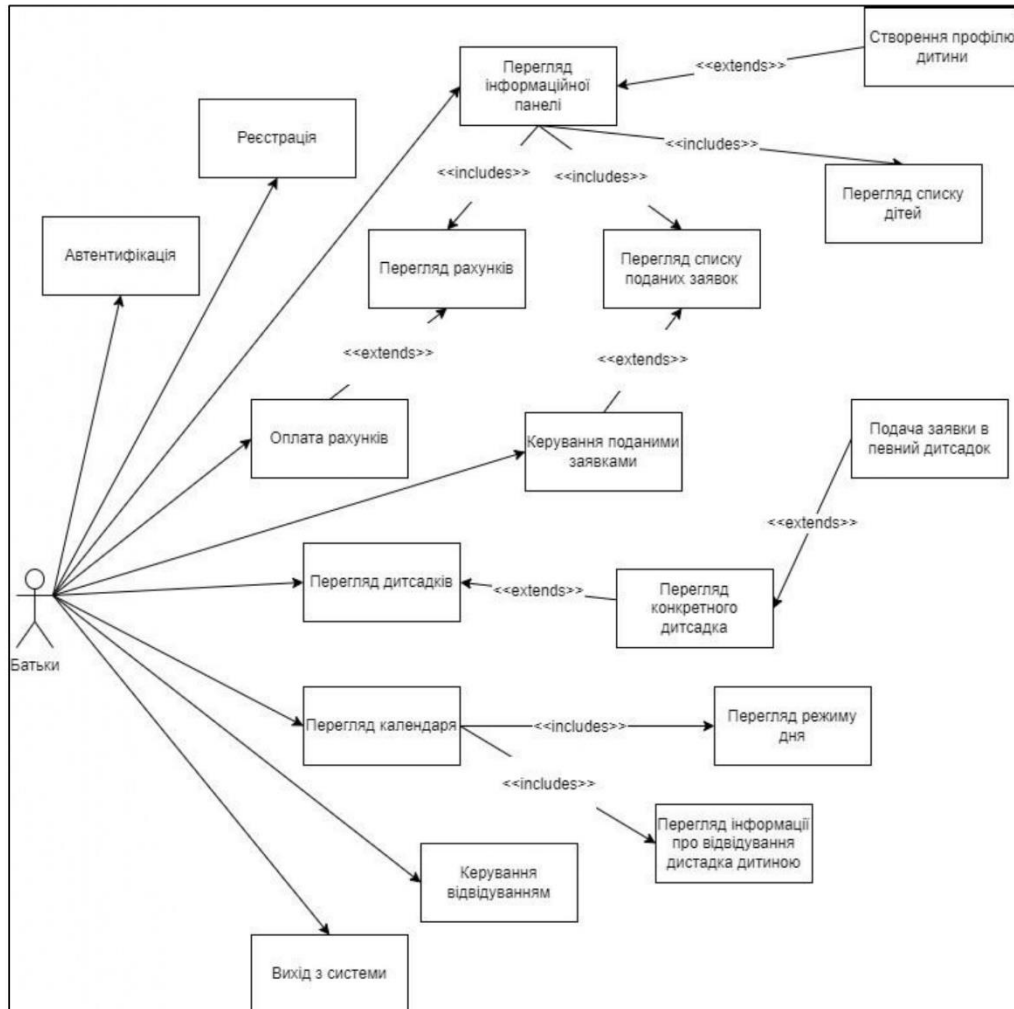 Створення профілю
дитини
<<extends>>
Перегляд
інформаційної
панелі
Реєстрація
<<includes>>
<<includes>>
<<includes>>
Перегляд списку
дітей
Автентифікація
Перегляд рахунків
Перегляд списку
поданих заявок
<<extends>>
<<extends>>
Оплата рахунків
Керування поданими
заявками
Подача заявки в
певний дитсадок
<<extends>>
Перегляд дитсадків
<<extends>>
Перегляд
конкретного
дитсадка
Батьки
Перегляд календаря
<<includes>>
Перегляд режиму
дня
<<includes>>
Перегляд інформації
про відвідування
дистадка дитиною
Керування
відвідуванням
Вихід з системи